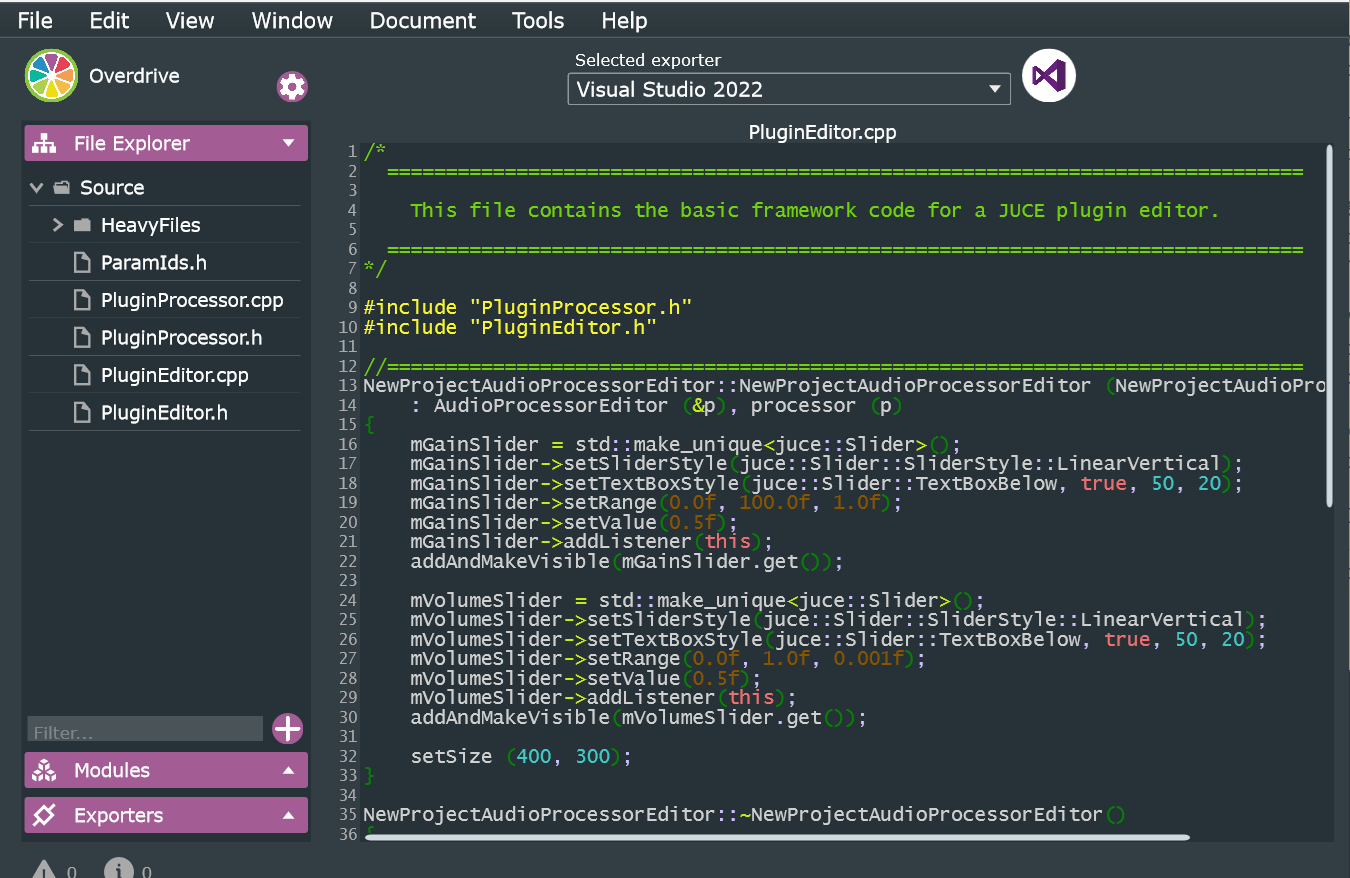 File Edit View Window Document Tools Help
Overdrive
Selected exporter
Visual Studio 2022
File Explorer
Source
HeavyFiles
ParamIds.h
PluginProcessor.cpp
PluginProcessor.h
PluginEditor.cpp
PluginEditor.h
Filter...
Modules
Exporters
0 0
PluginEditor.cpp
1 /*
2   ==============================================================================
3
4     This file contains the basic framework code for a JUCE plugin editor.
5
6   ==============================================================================
7 */
8
9 #include "PluginProcessor.h"
10 #include "PluginEditor.h"
11
12 //==============================================================================
13 NewProjectAudioProcessorEditor::NewProjectAudioProcessorEditor (NewProjectAudioPro
14     : AudioProcessorEditor (&p), processor (p)
15 {
16     mGainSlider = std::make_unique<juce::Slider>();
17     mGainSlider->setSliderStyle(juce::Slider::SliderStyle::LinearVertical);
18     mGainSlider->setTextBoxStyle(juce::Slider::TextBoxBelow, true, 50, 20);
19     mGainSlider->setRange(0.0f, 100.0f, 1.0f);
20     mGainSlider->setValue(0.5f);
21     mGainSlider->addListener(this);
22     addAndMakeVisible(mGainSlider.get());
23
24     mVolumeSlider = std::make_unique<juce::Slider>();
25     mVolumeSlider->setSliderStyle(juce::Slider::SliderStyle::LinearVertical);
26     mVolumeSlider->setTextBoxStyle(juce::Slider::TextBoxBelow, true, 50, 20);
27     mVolumeSlider->setRange(0.0f, 1.0f, 0.001f);
28     mVolumeSlider->setValue(0.5f);
29     mVolumeSlider->addListener(this);
30     addAndMakeVisible(mVolumeSlider.get());
31
32     setSize (400, 300);
33 }
34
35 NewProjectAudioProcessorEditor::~NewProjectAudioProcessorEditor()
36 {